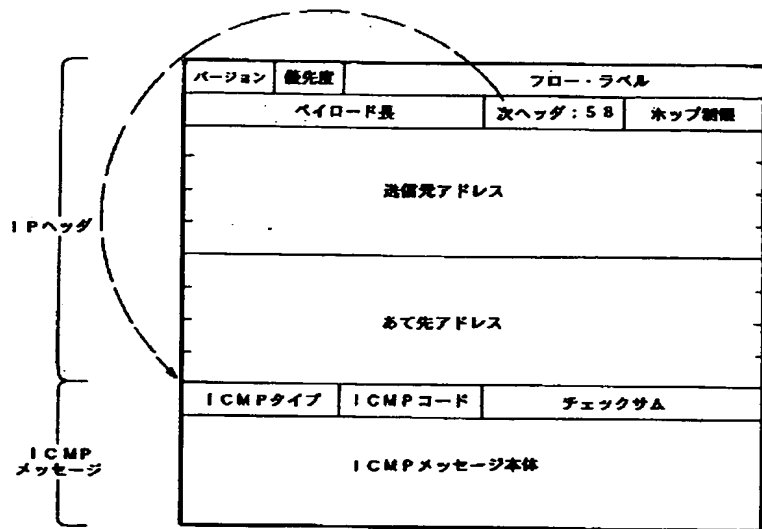 バージョン 優先度 フロー・ラベル
ペイロード長 次ヘッダ：58 ホップ制限
送信元アドレス
IPヘッダ
あて先アドレス
ICMPタイプ ICMPコード チェックサム
ICMP
メッセージ
ICMPメッセージ本体